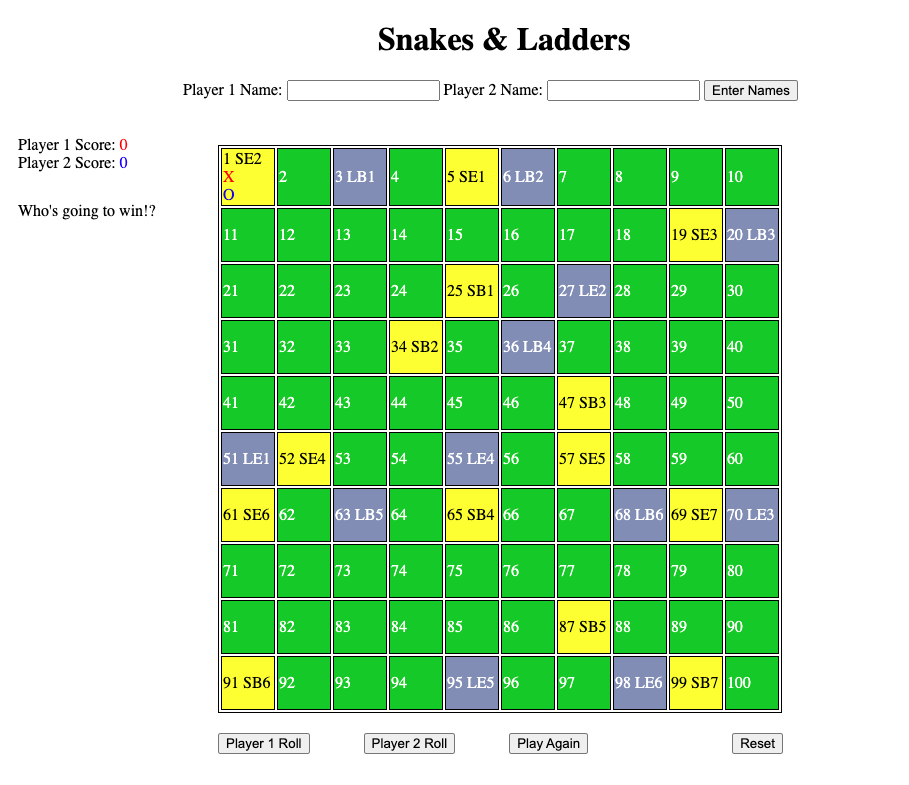 Snakes & Ladders
Player 1 Name: Player 2 Name: Enter Names
Player 1 Score: 0
Player 2 Score: 0
Who's going to win!?
1 SE2
X
O
2 3 LB1 4 5 SE1 6 LB2 7 8 9 10
11 12 13 14 15 16 17 18 19 SE3 20 LB3
21 22 23 24 25 SB1 26 27 LE2 28 29 30
31 32 33 34 SB2 35 36 LB4 37 38 39 40
41 42 43 44 45 46 47 SB3 48 49 50
51 LE1 52 SE4 53 54 55 LE4 56 57 SE5 58 59 60
61 SE6 62 63 LB5 64 65 SB4 66 67 68 LB6 69 SE7 70 LE3
71 72 73 74 75 76 77 78 79 80
81 82 83 84 85 86 87 SB5 88 89 90
91 SB6 92 93 94 95 LE5 96 97 98 LE6 99 SB7 100
Player 1 Roll Player 2 Roll Play Again Reset